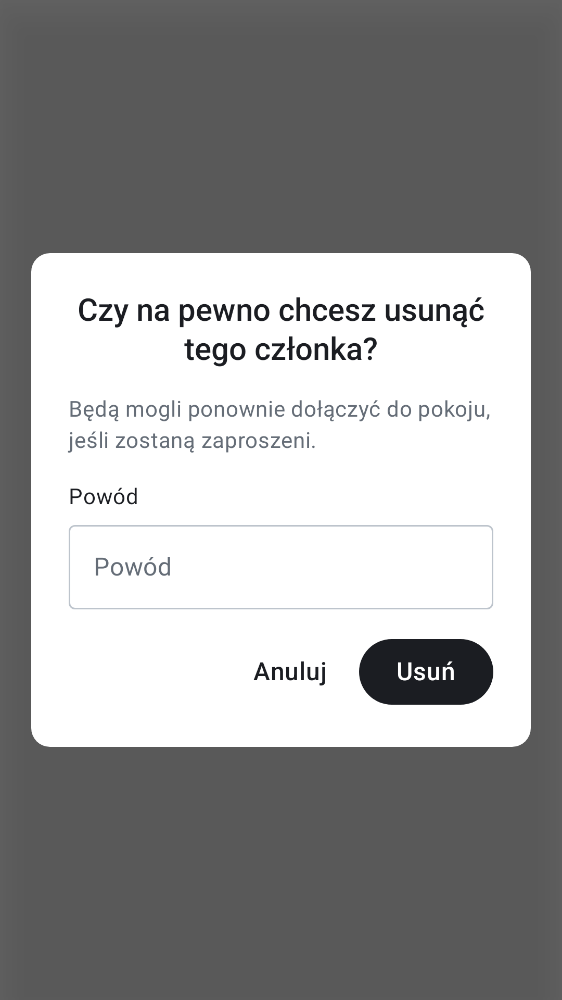 Czy na pewno chcesz usunąć
tego członka?
Będą mogli ponownie dołączyć do pokoju,
jeśli zostaną zaproszeni.
Powód
Powód
Anuluj
Usuń